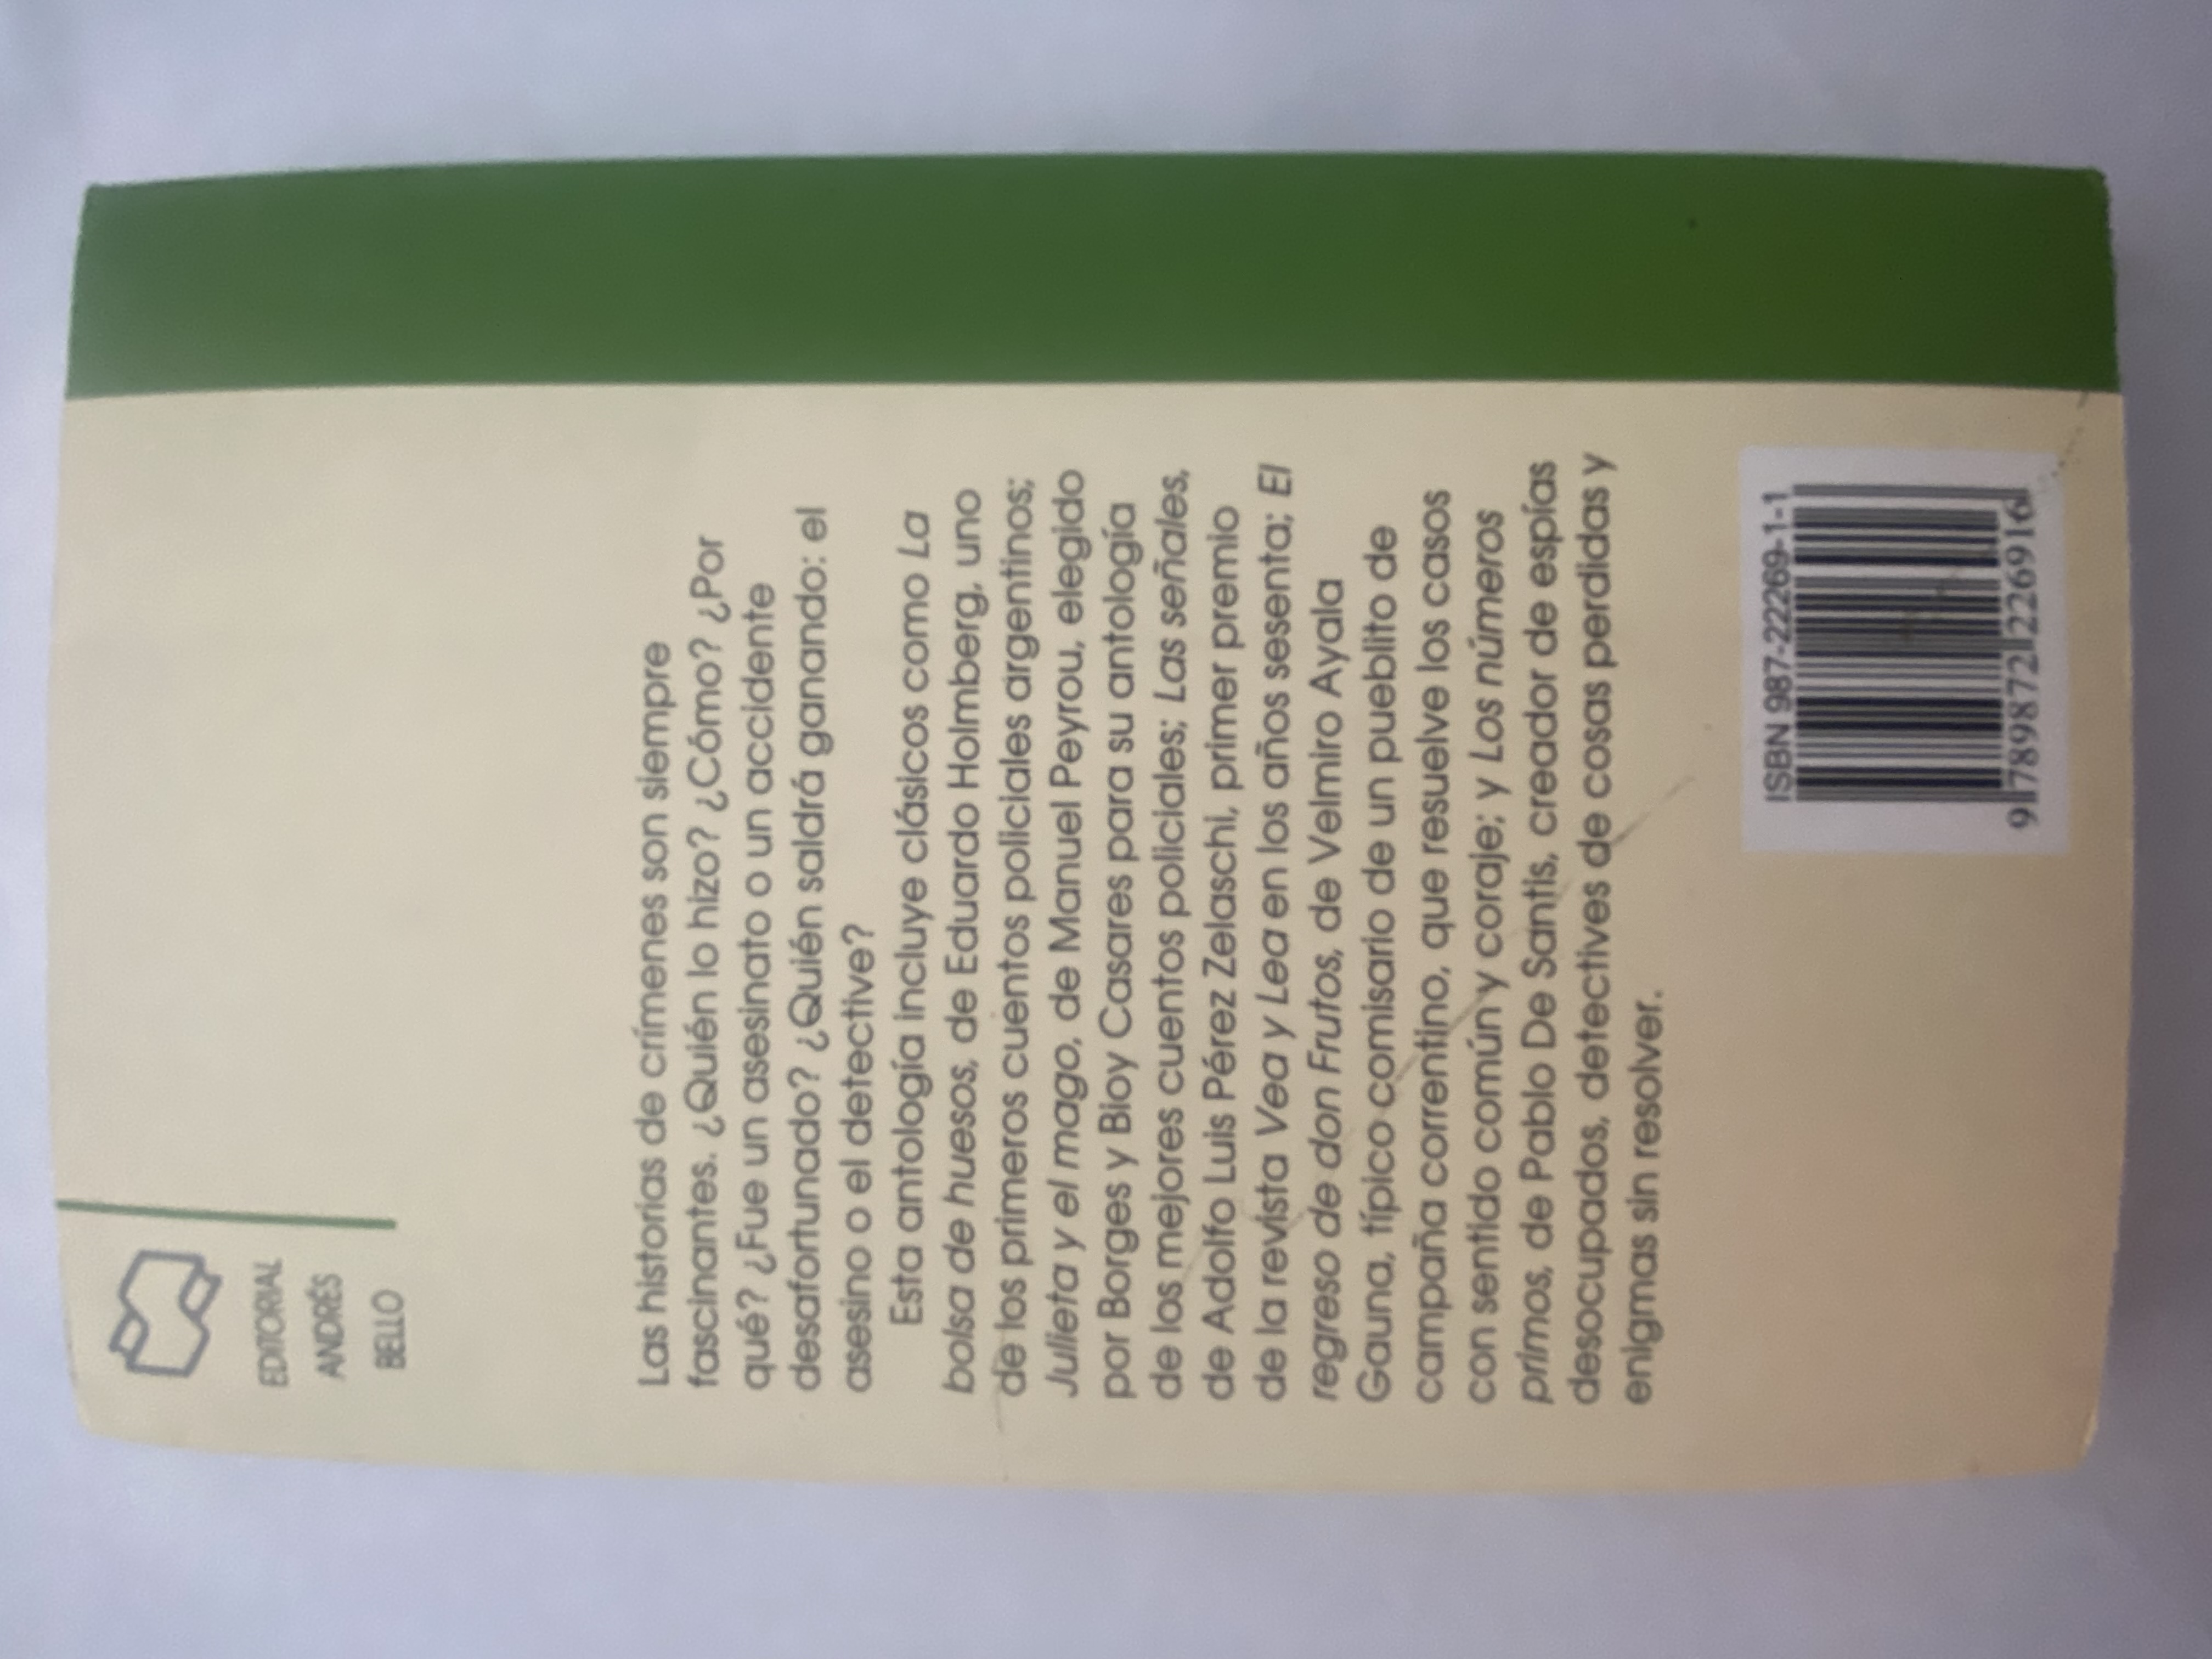 EDITORIAL
ANDRÉS
BELLO
Las historias de crímenes son siempre
fascinantes. ¿Quién lo hizo? ¿Cómo? ¿Por
qué? ¿Fue un asesinato o un accidente
desafortunado? ¿Quién saldrá ganando: el
asesino o el detective?
Esta antología incluye clásicos como La
bolsa de huesos, de Eduardo Holmberg, uno
de los primeros cuentos policiales argentinos;
Julieta y el mago, de Manuel Peyrou, elegido
por Borges y Bioy Casares para su antología
de los mejores cuentos policiales; Las señales,
de Adolfo Luis Pérez Zelaschi, primer premio
de la revista Vea y Lea en los años sesenta; El
regreso de don Frutos, de Velmiro Ayala
Gauna, típico comisario de un pueblito de
campaña correntino, que resuelve los casos
con sentido común y coraje; y Los números
primos, de Pablo De Santis, creador de espías
desocupados, detectives de cosas perdidas y
enigmas sin resolver.
ISBN 987-22269-1-1
9 789872 226916